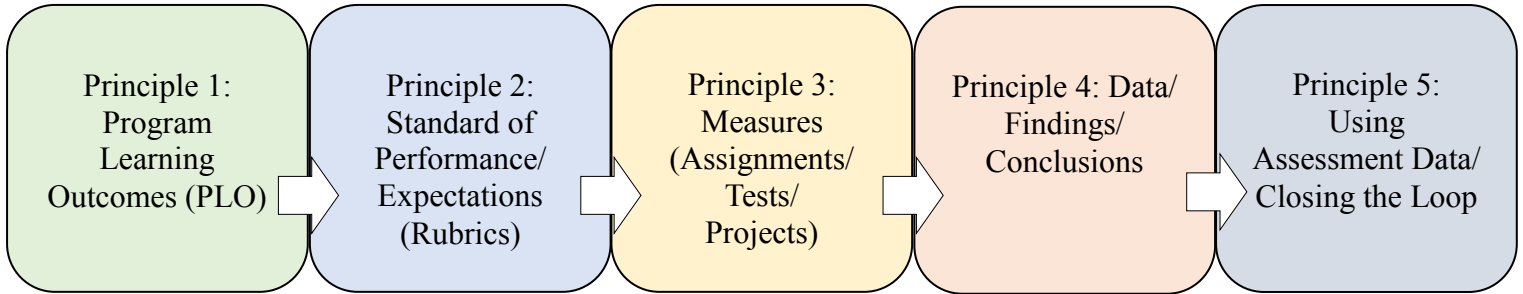 Principle 1:
Program
Learning
Outcomes (PLO)
Principle 2:
Standard of
Performance/
Expectations
(Rubrics)
Principle 3:
Measures
(Assignments/
Tests/
Projects)
Principle 4: Data/
Findings/
Conclusions
Principle 5:
Using
Assessment Data/
Closing the Loop